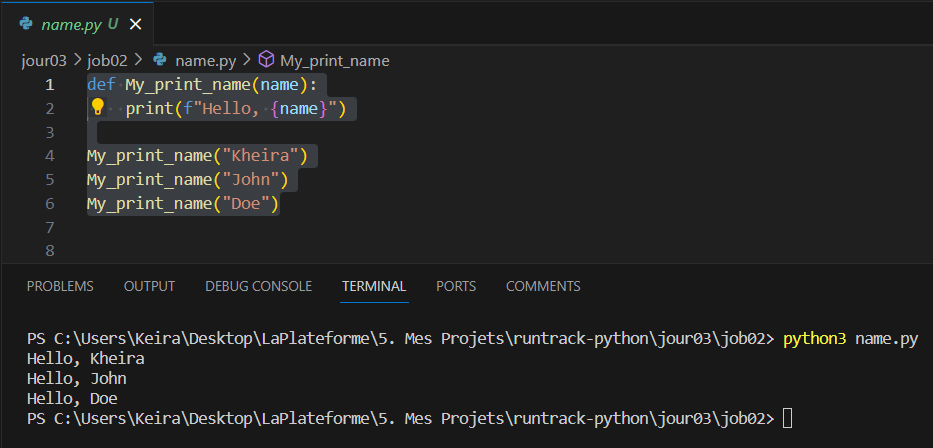 name.py U
jour03 > job02 > name.py > My_print_name
1 def My_print_name(name):
2 print(f"Hello, {name}")
3
4 My_print_name("Kheira")
5 My_print_name("John")
6 My_print_name("Doe")
7
8
PROBLEMS OUTPUT DEBUG CONSOLE TERMINAL PORTS COMMENTS
PS C:\Users\Keira\Desktop\LaPlateforme\5. Mes Projets\runtrack-python\jour03\job02> python3 name.py
Hello, Kheira
Hello, John
Hello, Doe
PS C:\Users\Keira\Desktop\LaPlateforme\5. Mes Projets\runtrack-python\jour03\job02>